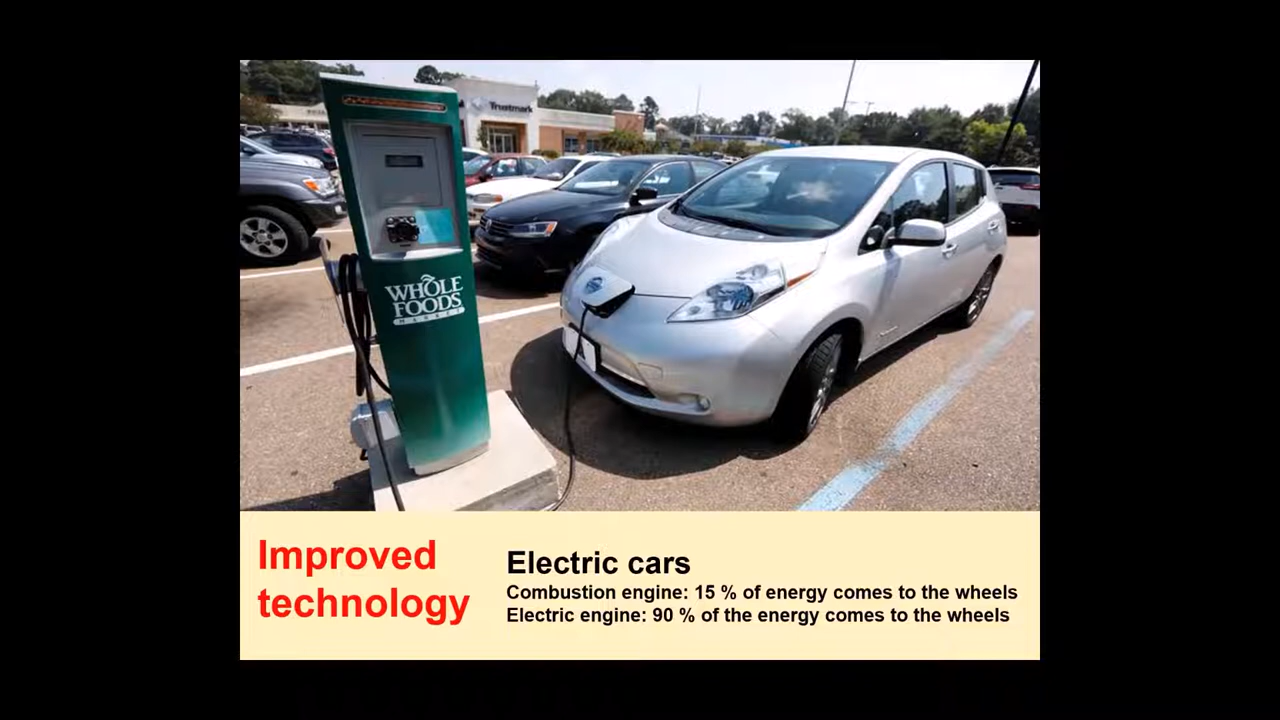 Trustmark
WHOLE
FOODS
MARKET
Improved
technology
Electric cars
Combustion engine: 15 % of energy comes to the wheels
Electric engine: 90 % of the energy comes to the wheels